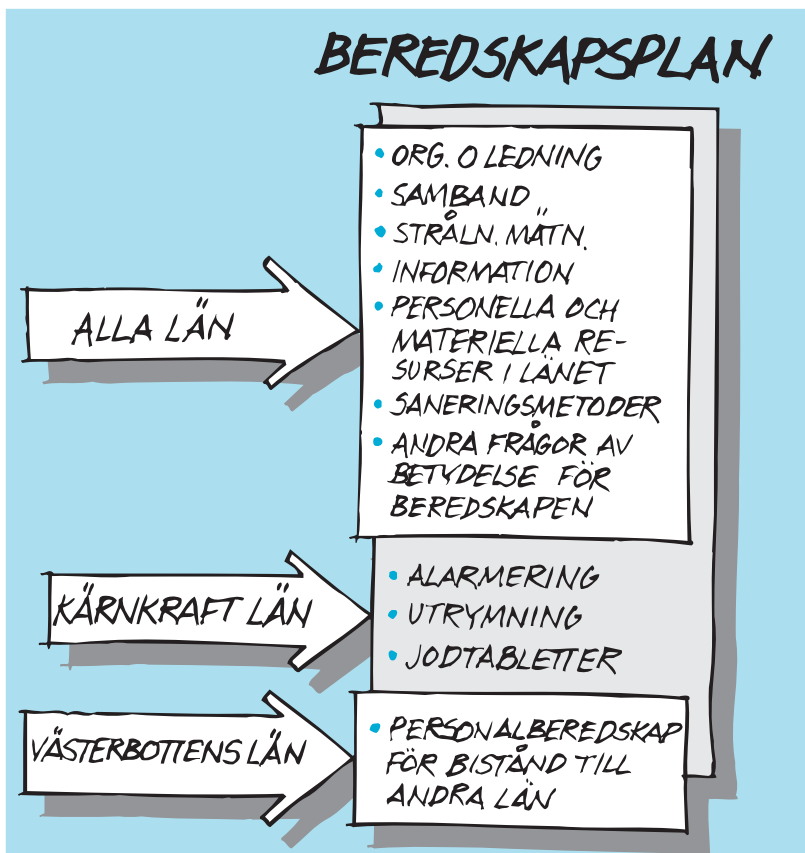 BEREDSKAPSPLAN
ALLA LÄN
• ORG. O LEDNING
• SAMBAND
• STRÅLN. MÄTN.
• INFORMATION
• PERSONELLA OCH
MATERIELLA RE-
SURSER I LÄNET
• SANERINGSMETODER
• ANDRA FRÅGOR AV
BETYDELSE FÖR
BEREDSKAPEN
KÄRNKRAFT LÄN
• ALARMERING
• UTRYMNING
• JODTABLETTER
VÄSTERBOTTENS LÄN
• PERSONALBEREDSKAP
FÖR BISTÅND TILL
ANDRA LÄN